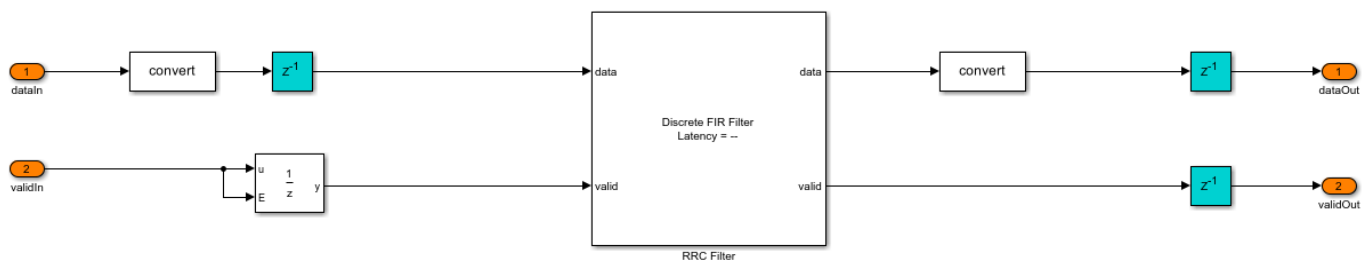 1
dataIn
convert
z⁻¹
data
data
convert
z⁻¹
1
dataOut
Discrete FIR Filter
Latency = --
2
validIn
u
E
1
z
y
valid
valid
z⁻¹
2
validOut
RRC Filter